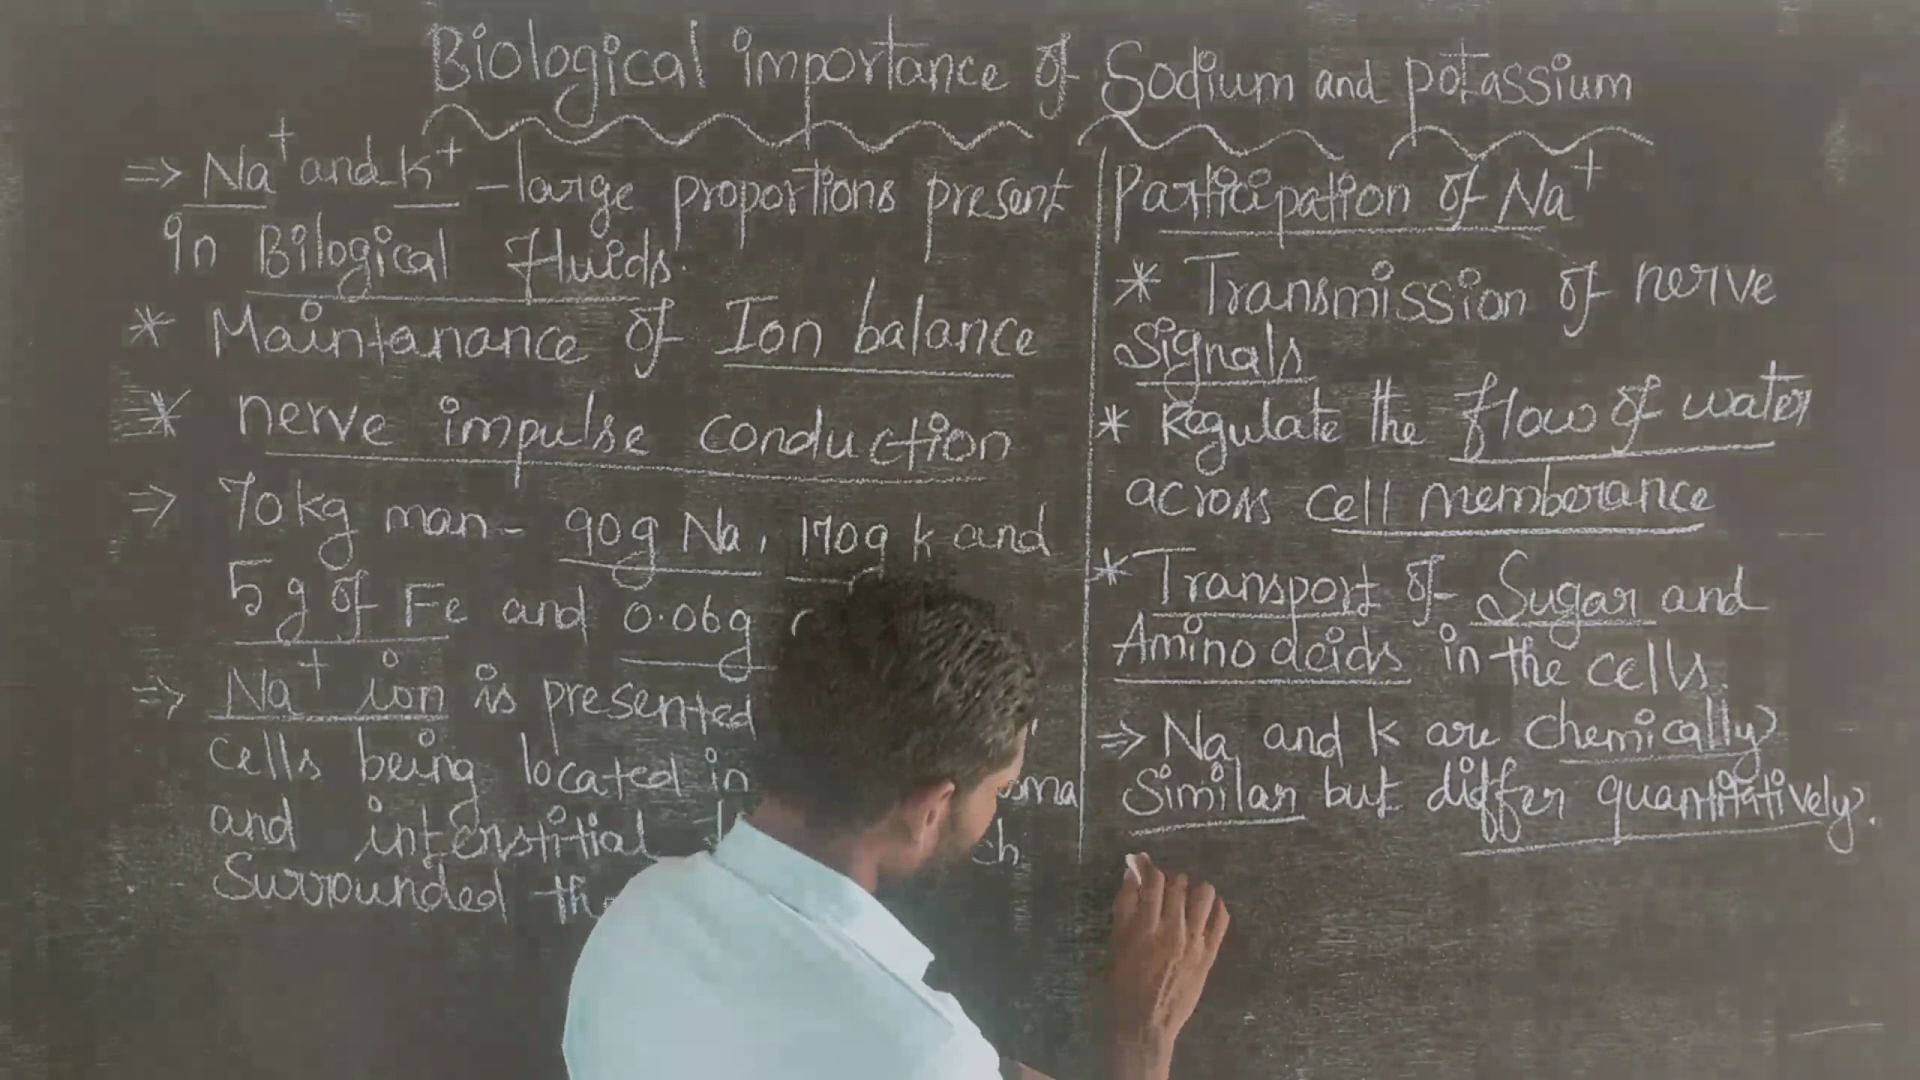 Biological importance of Sodium and potassium
⇒ Na⁺ and K⁺ - large proportions present
in Bilogical fluids.
* Maintanance of Ion balance
* nerve impulse conduction
⇒ 70kg man - 90g Na, 170g K and
5g of Fe and 0.06g
⇒ Na⁺ ion is presented
cells being located in
and interstitial
Surrounded
Participation of Na⁺
* Transmission of nerve
Signals
* Regulate the flow of water
across cell memberance
* Transport of Sugar and
Amino acids in the cells.
⇒ Na and K are chemically
Similar but differ quantitatively.